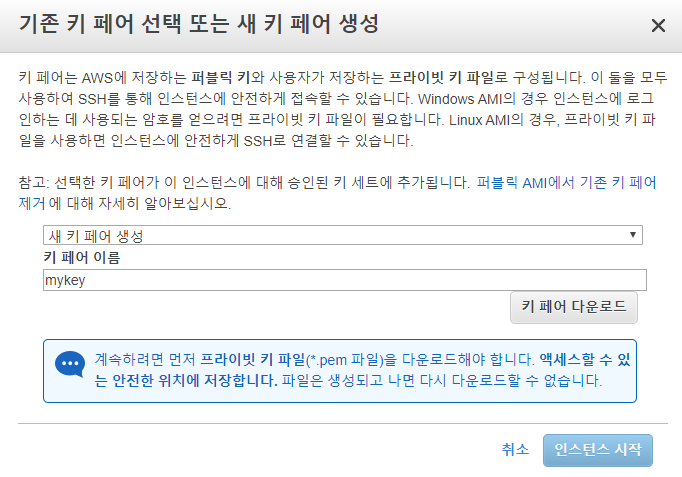 기존 키 페어 선택 또는 새 키 페어 생성
키 페어는 AWS에 저장하는 퍼블릭 키와 사용자가 저장하는 프라이빗 키 파일로 구성됩니다. 이 둘을 모두
사용하여 SSH를 통해 인스턴스에 안전하게 접속할 수 있습니다. Windows AMI의 경우 인스턴스에 로그
인하는 데 사용되는 암호를 얻으려면 프라이빗 키 파일이 필요합니다. Linux AMI의 경우, 프라이빗 키 파
일을 사용하면 인스턴스에 안전하게 SSH로 연결할 수 있습니다.
참고: 선택한 키 페어가 이 인스턴스에 대해 승인된 키 세트에 추가됩니다. 퍼블릭 AMI에서 기존 키 페어
제거 에 대해 자세히 알아보십시오.
새 키 페어 생성
키 페어 이름
mykey
키 페어 다운로드
계속하려면 먼저 프라이빗 키 파일(*.pem 파일)을 다운로드해야 합니다. 액세스할 수 있
는 안전한 위치에 저장합니다. 파일은 생성되고 나면 다시 다운로드할 수 없습니다.
취소
인스턴스 시작